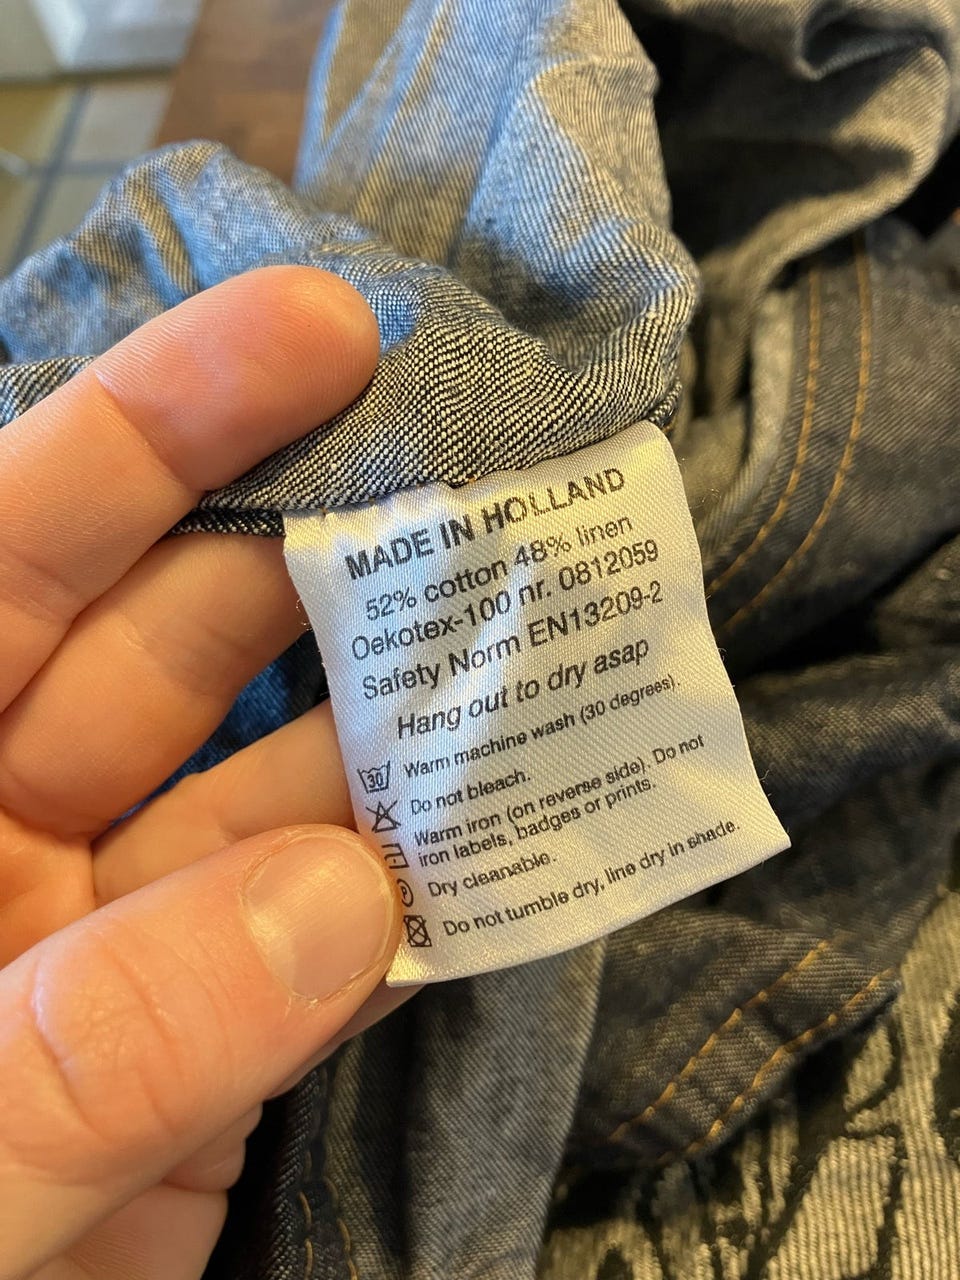 MADE IN HOLLAND
52% cotton 48% linen
Oekotex-100 nr. 0812059
Safety Norm EN13209-2
Hang out to dry asap
30 Warm machine wash (30 degrees).
Do not bleach.
Warm iron (on reverse side). Do not
iron labels, badges or prints.
P Dry cleanable.
Do not tumble dry, line dry in shade.